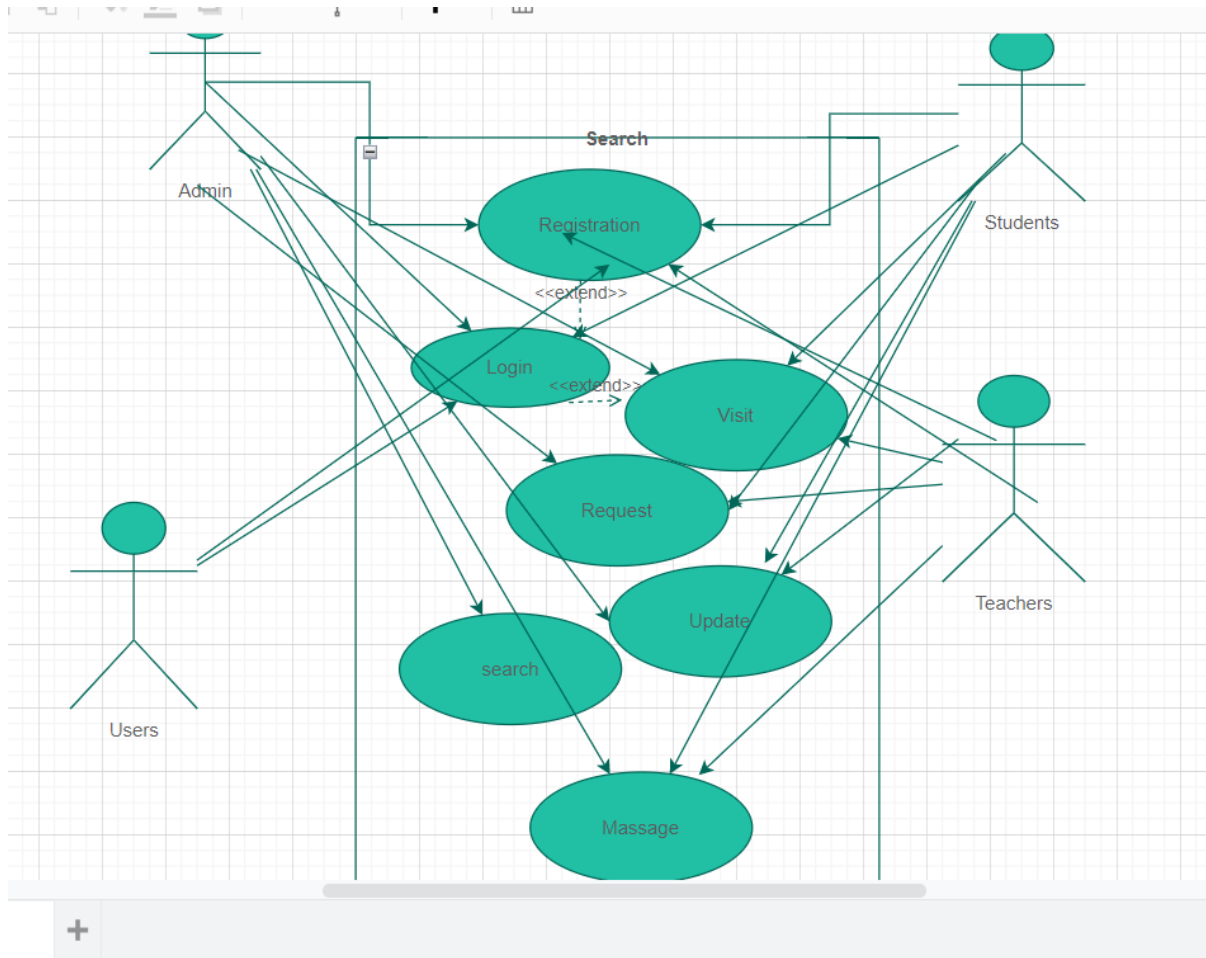 Search
Admin
Registration
Students
<<extend>>
Login
<<extend>>
Visit
Request
Teachers
Update
search
Users
Massage